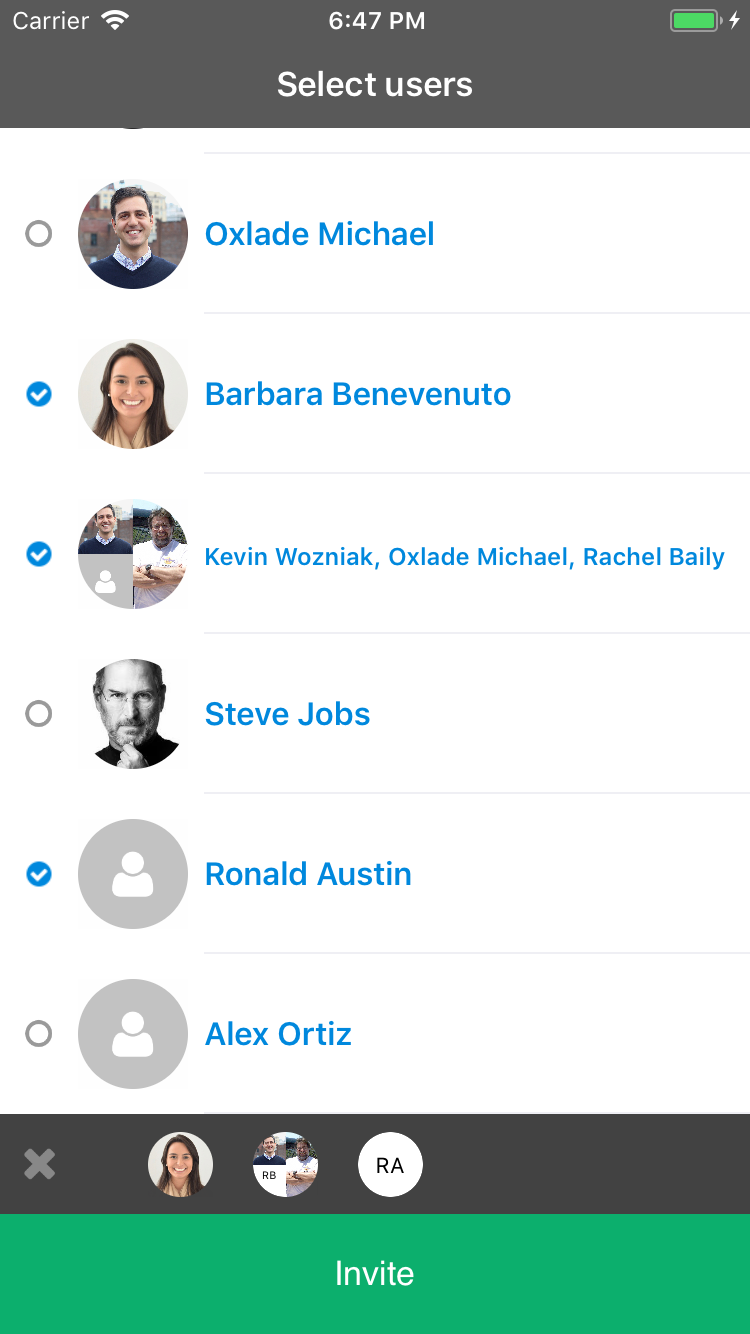 Carrier 6:47 PM
Select users
Oxlade Michael
Barbara Benevenuto
Kevin Wozniak, Oxlade Michael, Rachel Baily
Steve Jobs
Ronald Austin
Alex Ortiz
RB
RA
Invite